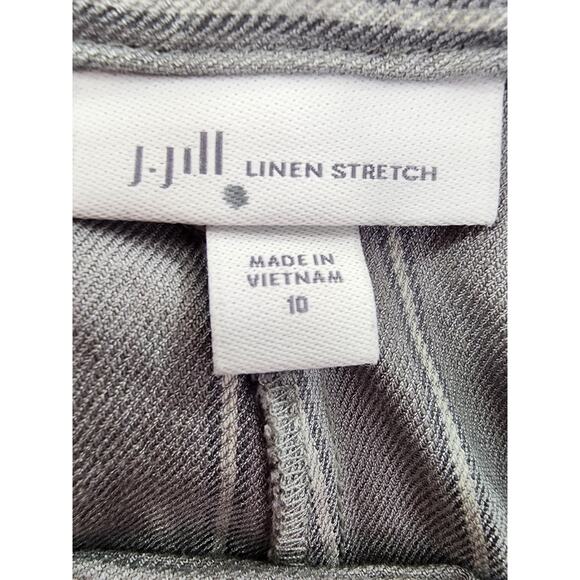 J.Jill LINEN STRETCH
MADE IN
VIETNAM
10